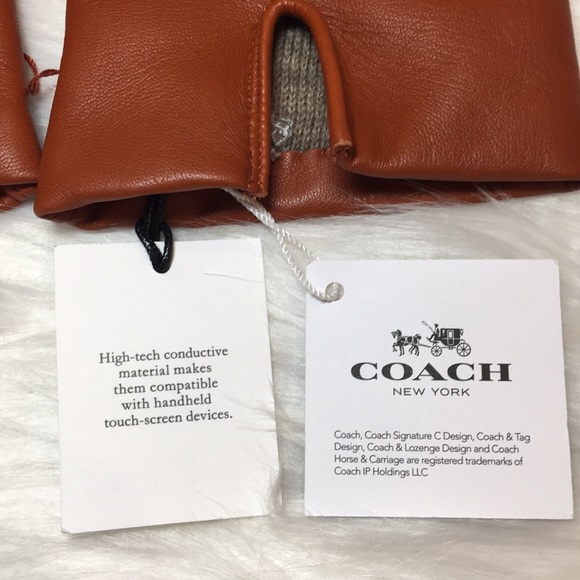 High-tech conductive
material makes
them compatible
with handheld
touch-screen devices.
COACH
NEW YORK
Coach, Coach Signature C Design, Coach & Tag
Design, Coach & Lozenge Design and Coach
Horse & Carriage are registered trademarks of
Coach IP Holdings LLC